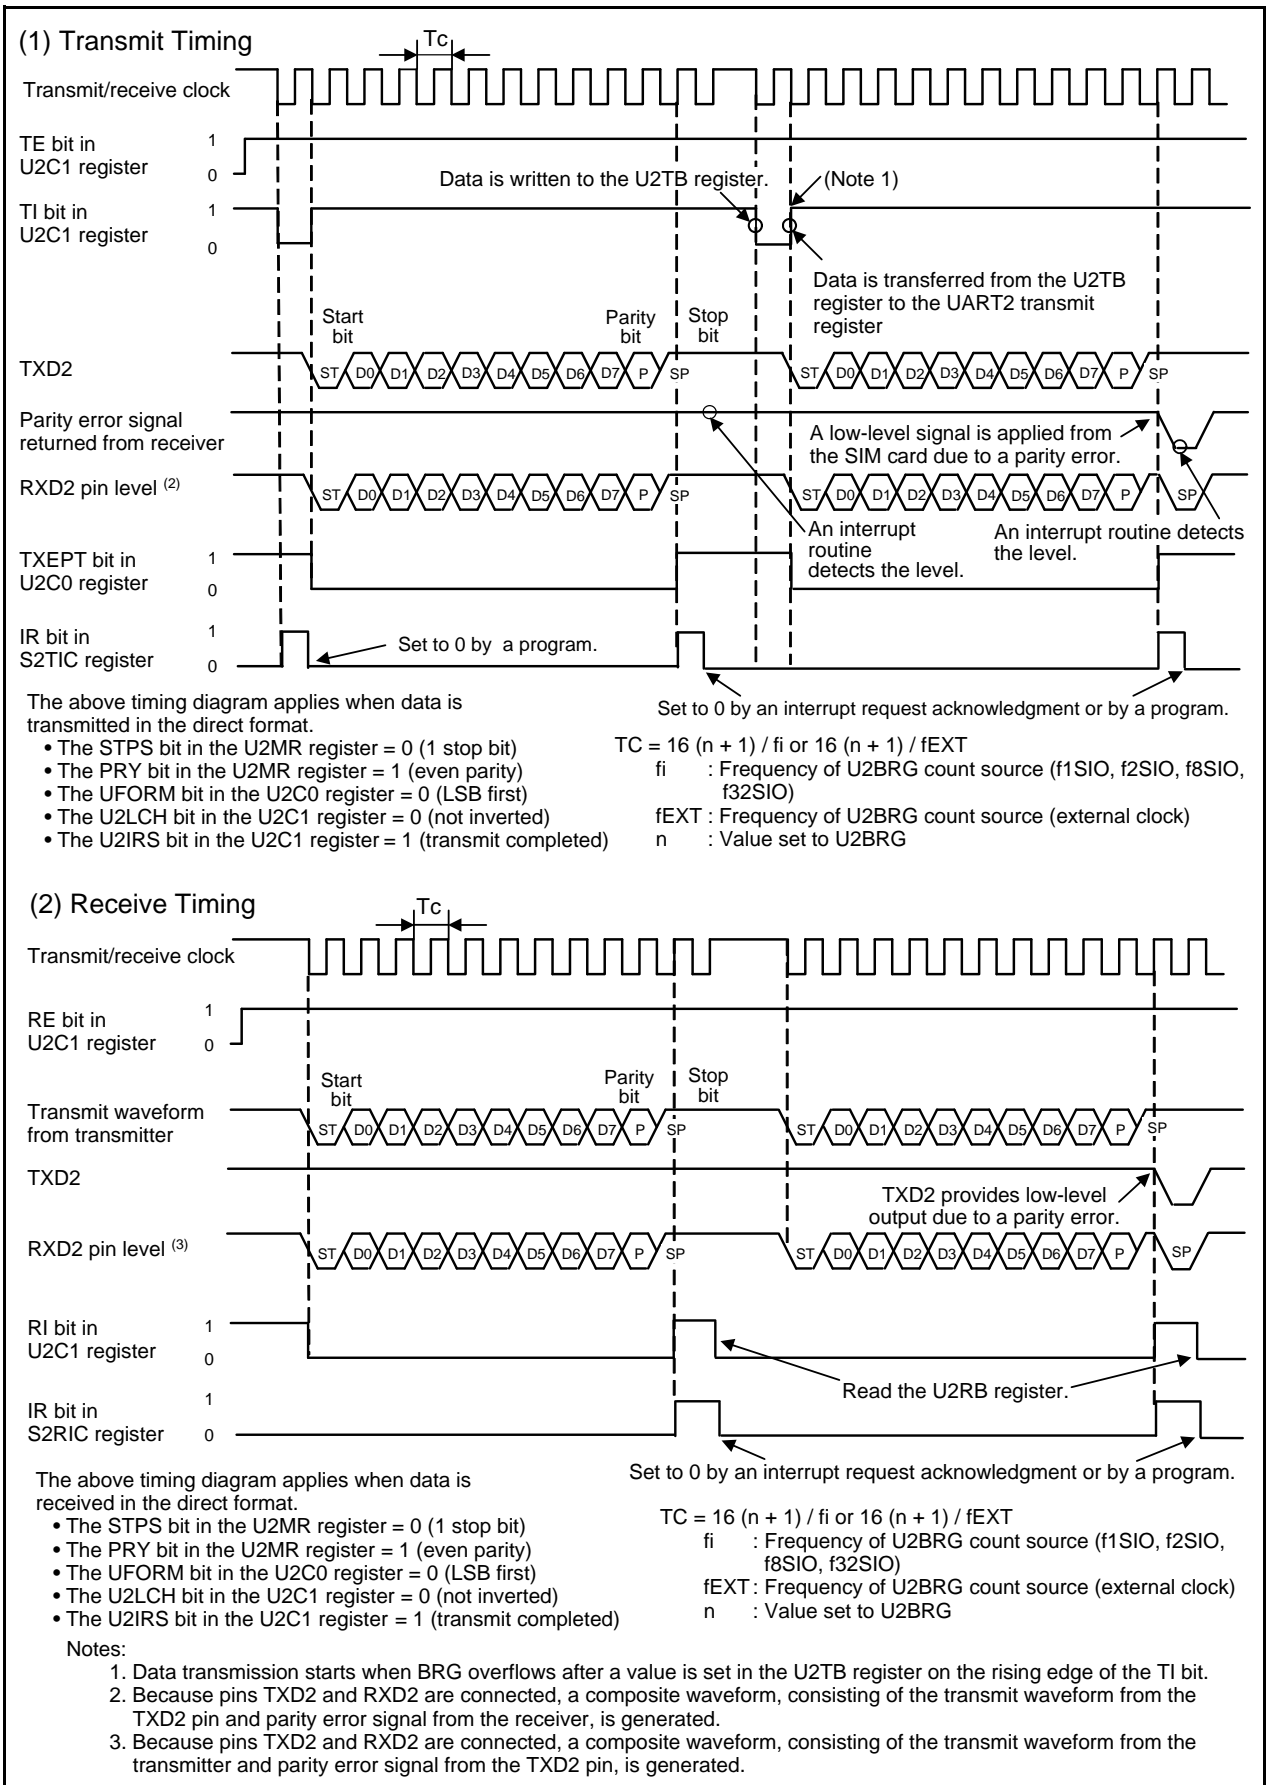 (1) Transmit Timing
Tc
Transmit/receive clock
TE bit in
U2C1 register
1
0
Data is written to the U2TB register.
(Note 1)
TI bit in
U2C1 register
1
0
Data is transferred from the U2TB
register to the UART2 transmit
register
Start
bit
Parity
bit
Stop
bit
TXD2
ST D0 D1 D2 D3 D4 D5 D6 D7 P SP
ST D0 D1 D2 D3 D4 D5 D6 D7 P SP
Parity error signal
returned from receiver
A low-level signal is applied from
the SIM card due to a parity error.
RXD2 pin level (2)
ST D0 D1 D2 D3 D4 D5 D6 D7 P SP
ST D0 D1 D2 D3 D4 D5 D6 D7 P SP
An interrupt
routine
detects the level.
An interrupt routine detects
the level.
TXEPT bit in
U2C0 register
1
0
IR bit in
S2TIC register
1
0
Set to 0 by a program.
Set to 0 by an interrupt request acknowledgment or by a program.
The above timing diagram applies when data is
transmitted in the direct format.
• The STPS bit in the U2MR register = 0 (1 stop bit)
• The PRY bit in the U2MR register = 1 (even parity)
• The UFORM bit in the U2C0 register = 0 (LSB first)
• The U2LCH bit in the U2C1 register = 0 (not inverted)
• The U2IRS bit in the U2C1 register = 1 (transmit completed)
TC = 16 (n + 1) / fi or 16 (n + 1) / fEXT
fi : Frequency of U2BRG count source (f1SIO, f2SIO, f8SIO,
f32SIO)
fEXT : Frequency of U2BRG count source (external clock)
n : Value set to U2BRG
(2) Receive Timing
Tc
Transmit/receive clock
RE bit in
U2C1 register
1
0
Start
bit
Parity
bit
Stop
bit
Transmit waveform
from transmitter
ST D0 D1 D2 D3 D4 D5 D6 D7 P SP
ST D0 D1 D2 D3 D4 D5 D6 D7 P SP
TXD2
TXD2 provides low-level
output due to a parity error.
RXD2 pin level (3)
ST D0 D1 D2 D3 D4 D5 D6 D7 P SP
ST D0 D1 D2 D3 D4 D5 D6 D7 P SP
RI bit in
U2C1 register
1
0
Read the U2RB register.
IR bit in
S2RIC register
1
0
Set to 0 by an interrupt request acknowledgment or by a program.
The above timing diagram applies when data is
received in the direct format.
• The STPS bit in the U2MR register = 0 (1 stop bit)
• The PRY bit in the U2MR register = 1 (even parity)
• The UFORM bit in the U2C0 register = 0 (LSB first)
• The U2LCH bit in the U2C1 register = 0 (not inverted)
• The U2IRS bit in the U2C1 register = 1 (transmit completed)
TC = 16 (n + 1) / fi or 16 (n + 1) / fEXT
fi : Frequency of U2BRG count source (f1SIO, f2SIO,
f8SIO, f32SIO)
fEXT : Frequency of U2BRG count source (external clock)
n : Value set to U2BRG
Notes:
1. Data transmission starts when BRG overflows after a value is set in the U2TB register on the rising edge of the TI bit.
2. Because pins TXD2 and RXD2 are connected, a composite waveform, consisting of the transmit waveform from the
TXD2 pin and parity error signal from the receiver, is generated.
3. Because pins TXD2 and RXD2 are connected, a composite waveform, consisting of the transmit waveform from the
transmitter and parity error signal from the TXD2 pin, is generated.